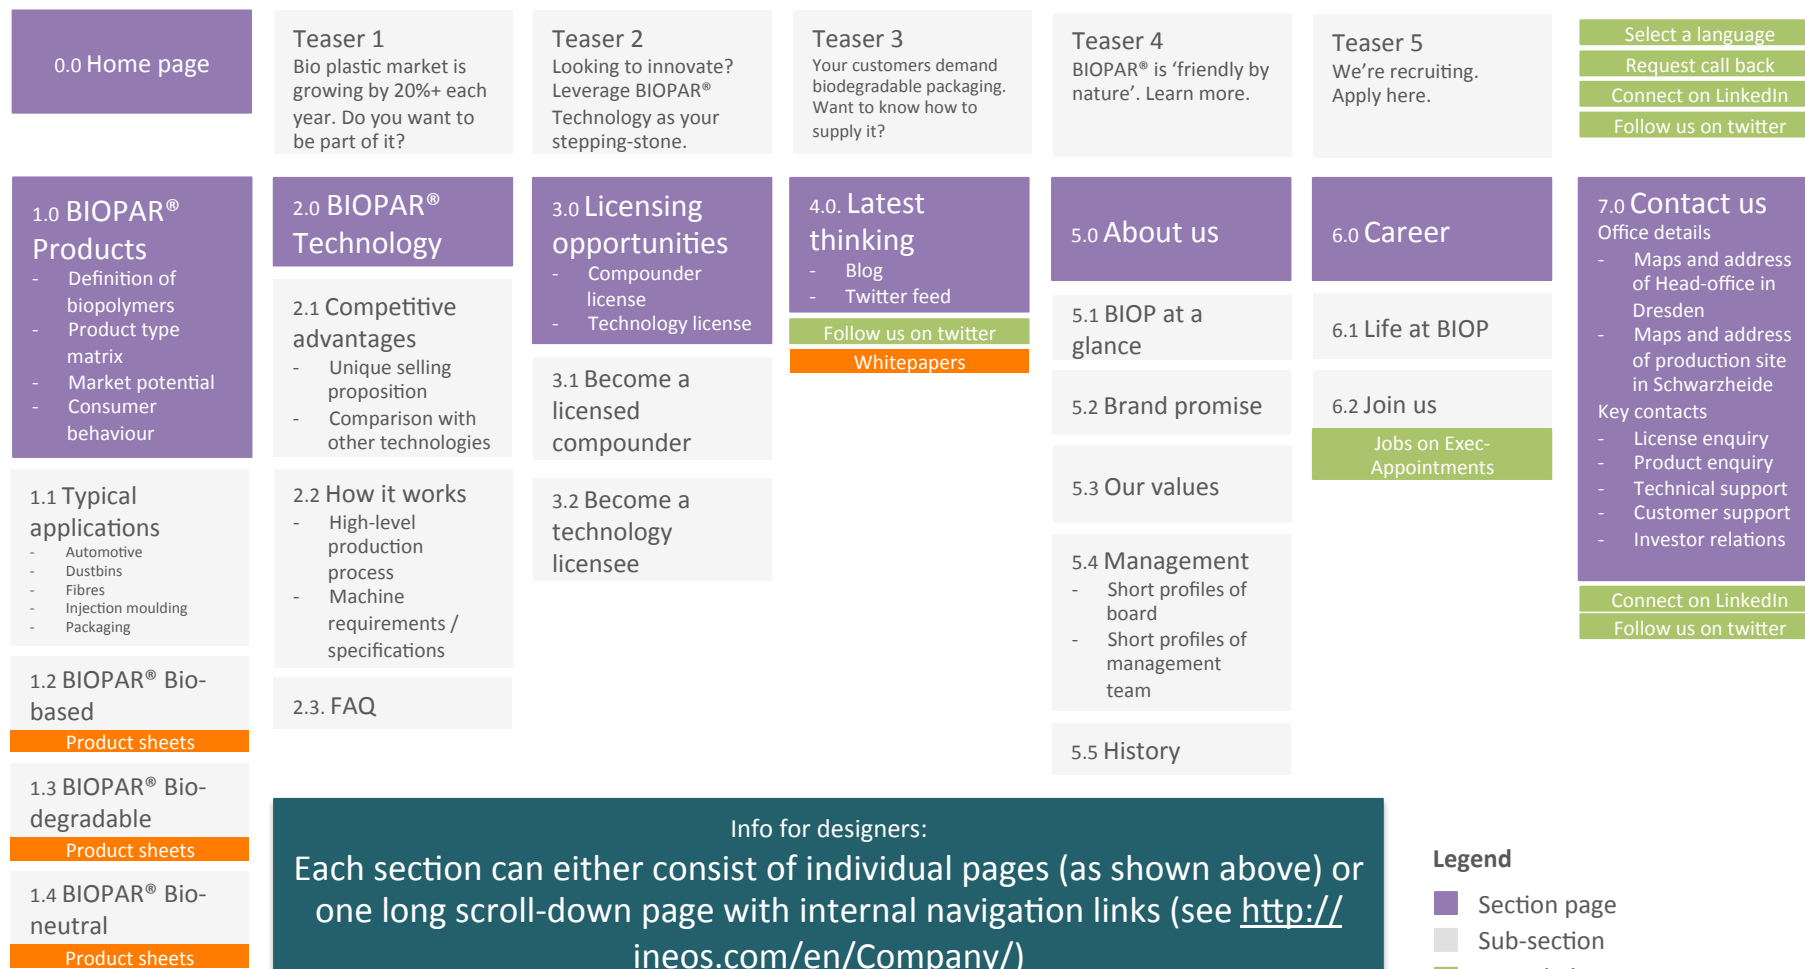 0.0 Home page
Teaser 1
Bio plastic market is
growing by 20%+ each
year. Do you want to
be part of it?
Teaser 2
Looking to innovate?
Leverage BIOPAR®
Technology as your
stepping-stone.
Teaser 3
Your customers demand
biodegradable packaging.
Want to know how to
supply it?
Teaser 4
BIOPAR® is ‘friendly by
nature’. Learn more.
Teaser 5
We’re recruiting.
Apply here.
Select a language
Request call back
Connect on LinkedIn
Follow us on twitter
1.0 BIOPAR®
Products
- Definition of
biopolymers
- Product type
matrix
- Market potential
- Consumer
behaviour
1.1 Typical
applications
- Automotive
- Dustbins
- Fibres
- Injection moulding
- Packaging
1.2 BIOPAR® Bio-
based
Product sheets
1.3 BIOPAR® Bio-
degradable
Product sheets
1.4 BIOPAR® Bio-
neutral
Product sheets
2.0 BIOPAR®
Technology
2.1 Competitive
advantages
- Unique selling
proposition
- Comparison with
other technologies
2.2 How it works
- High-level
production
process
- Machine
requirements /
specifications
2.3. FAQ
3.0 Licensing
opportunities
- Compounder
license
- Technology license
3.1 Become a
licensed
compounder
3.2 Become a
technology
licensee
4.0. Latest
thinking
- Blog
- Twitter feed
Follow us on twitter
Whitepapers
5.0 About us
5.1 BIOP at a
glance
5.2 Brand promise
5.3 Our values
5.4 Management
- Short profiles of
board
- Short profiles of
management
team
5.5 History
6.0 Career
6.1 Life at BIOP
6.2 Join us
Jobs on Exec-
Appointments
7.0 Contact us
Office details
- Maps and address
of Head-office in
Dresden
- Maps and address
of production site
in Schwarzheide
Key contacts
- License enquiry
- Product enquiry
- Technical support
- Customer support
- Investor relations
Connect on LinkedIn
Follow us on twitter
Info for designers:
Each section can either consist of individual pages (as shown above) or
one long scroll-down page with internal navigation links (see http://
ineos.com/en/Company/)
Legend
Section page
Sub-section